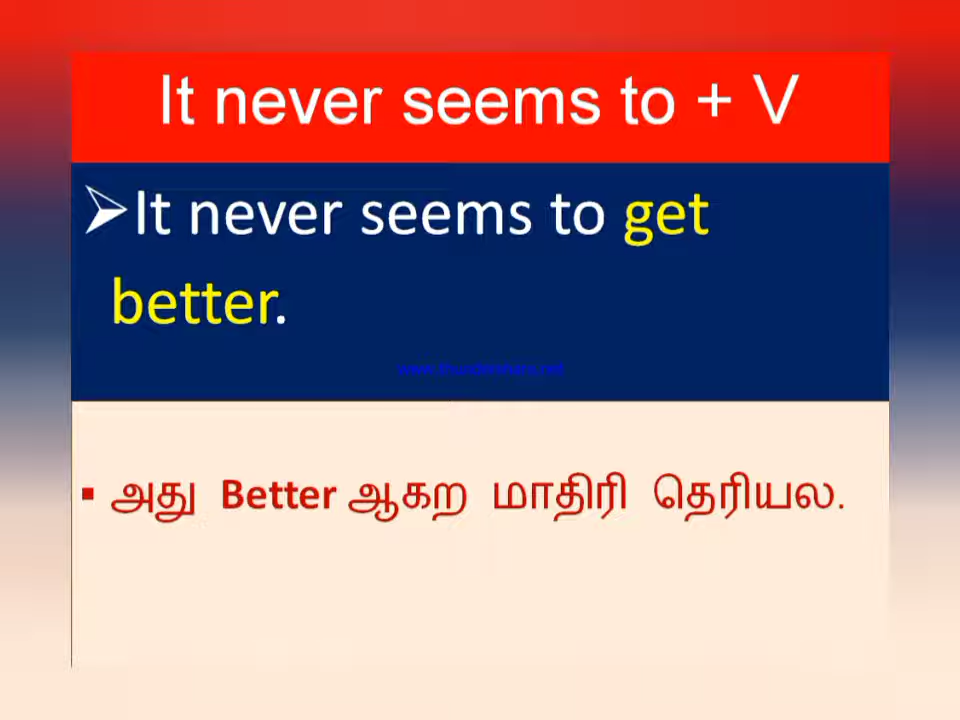 It never seems to + V
➢It never seems to get
better.
▪ அது Better ஆகற மாதிரி தெரியல.